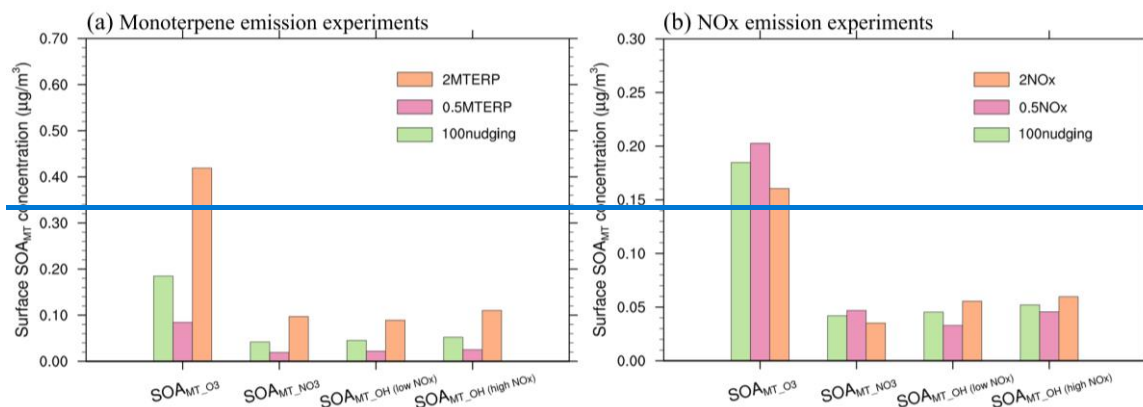 (a) Monoterpene emission experiments
Surface SOAMT concentration (µg/m³)
0.70
0.60
0.50
0.40
0.30
0.20
0.10
0.00
2MTERP
0.5MTERP
100nudging
SOAMT_O3
SOAMT_NO3
SOAMT_OH (low NOx)
SOAMT_OH (high NOx)
(b) NOx emission experiments
Surface SOAMT concentration (µg/m³)
0.30
0.25
0.20
0.15
0.10
0.05
0.00
2NOx
0.5NOx
100nudging
SOAMT_O3
SOAMT_NO3
SOAMT_OH (low NOx)
SOAMT_OH (high NOx)